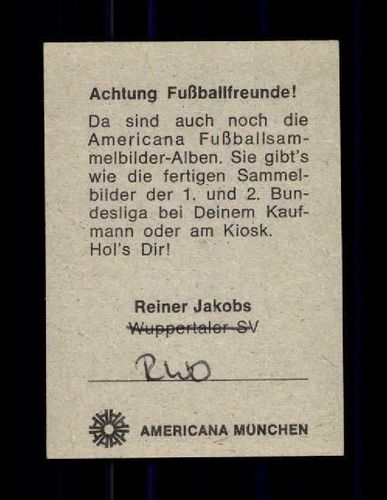 Achtung Fußballfreunde!
Da sind auch noch die
Americana Fußballsam-
melbilder-Alben. Sie gibt's
wie die fertigen Sammel-
bilder der 1. und 2. Bun-
desliga bei Deinem Kauf-
mann oder am Kiosk.
Hol's Dir!
Reiner Jakobs
Wuppertaler SV
RWO
AMERICANA MÜNCHEN